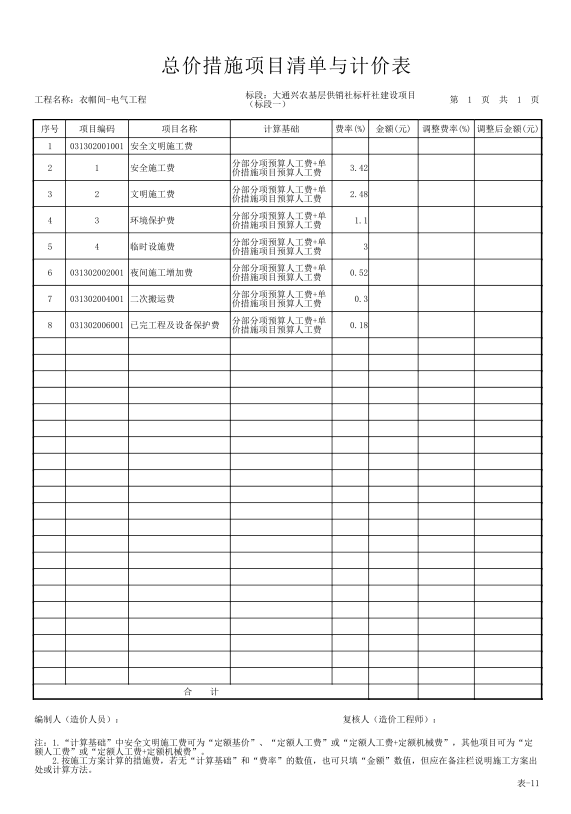 总价措施项目清单与计价表
工程名称：衣帽间-电气工程
标段：大通兴农基层供销社标杆社建设项目
（标段一）
第 1 页 共 1 页
序号 项目编码 项目名称 计算基础 费率(%) 金额(元) 调整费率(%) 调整后金额(元)
1 031302001001 安全文明施工费
2 1 安全施工费 分部分项预算人工费+单
价措施项目预算人工费 3.42
3 2 文明施工费 分部分项预算人工费+单
价措施项目预算人工费 2.48
4 3 环境保护费 分部分项预算人工费+单
价措施项目预算人工费 1.1
5 4 临时设施费 分部分项预算人工费+单
价措施项目预算人工费 3
6 031302002001 夜间施工增加费 分部分项预算人工费+单
价措施项目预算人工费 0.52
7 031302004001 二次搬运费 分部分项预算人工费+单
价措施项目预算人工费 0.3
8 031302006001 已完工程及设备保护费 分部分项预算人工费+单
价措施项目预算人工费 0.18
合 计
编制人（造价人员）： 复核人（造价工程师）：
注：1.“计算基础”中安全文明施工费可为“定额基价”、“定额人工费”或“定额人工费+定额机械费”，其他项目可为“定
额人工费”或“定额人工费+定额机械费”。
2.按施工方案计算的措施费，若无“计算基础”和“费率”的数值，也可只填“金额”数值，但应在备注栏说明施工方案出
处或计算方法。
表-11